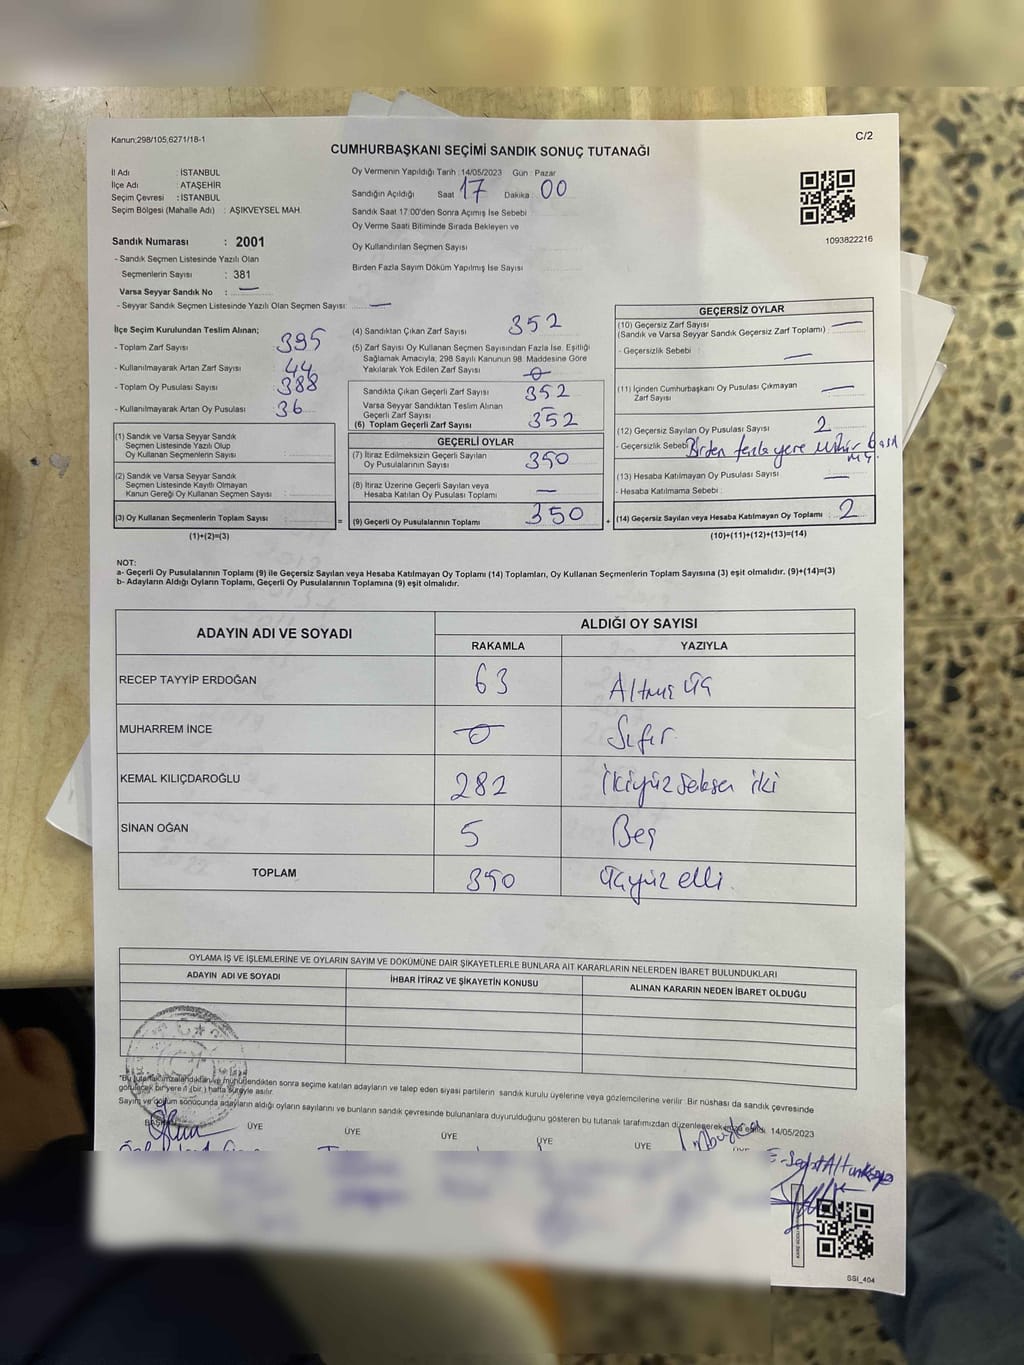 Kanun;298/105,6271/18-1
C/2
CUMHURBAŞKANI SEÇİMİ SANDIK SONUÇ TUTANAĞI
İl Adı : İSTANBUL
İlçe Adı : ATAŞEHİR
Seçim Çevresi : İSTANBUL
Seçim Bölgesi (Mahalle Adı) : AŞIKVEYSEL MAH.
Oy Vermenin Yapıldığı Tarih : 14/05/2023 Gün : Pazar
Sandığın Açıldığı Saat 17 Dakika 00
Sandık Saat 17:00'den Sonra Açımış İse Sebebi
Oy Verme Saati Bitiminde Sırada Bekleyen ve
Oy Kullandırılan Seçmen Sayısı
Birden Fazla Sayım Döküm Yapılmış İse Sayısı
1093822216
Sandık Numarası : 2001
- Sandık Seçmen Listesinde Yazılı Olan
Seçmenlerin Sayısı : 381
Varsa Seyyar Sandık No : —
- Seyyar Sandık Seçmen Listesinde Yazılı Olan Seçmen Sayısı: —
İlçe Seçim Kurulundan Teslim Alınan;
- Toplam Zarf Sayısı 395
- Kullanılmayarak Artan Zarf Sayısı 44
- Toplam Oy Pusulası Sayısı 388
- Kullanılmayarak Artan Oy Pusulası 36
(1) Sandık ve Varsa Seyyar Sandık
Seçmen Listesinde Yazılı Olup
Oy Kullanan Seçmenlerin Sayısı :
(2) Sandık ve Varsa Seyyar Sandık
Seçmen Listesinde Kayıtlı Olmayan
Kanun Gereği Oy Kullanan Seçmen Sayısı :
(3) Oy Kullanan Seçmenlerin Toplam Sayısı :
(1)+(2)=(3)
(4) Sandıktan Çıkan Zarf Sayısı 352
(5) Zarf Sayısı Oy Kullanan Seçmen Sayısından Fazla İse, Eşitliği
Sağlamak Amacıyla, 298 Sayılı Kanunun 98. Maddesine Göre
Yakılarak Yok Edilen Zarf Sayısı 0
Sandıkta Çıkan Geçerli Zarf Sayısı 352
Varsa Seyyar Sandıktan Teslim Alınan
Geçerli Zarf Sayısı —
(6) Toplam Geçerli Zarf Sayısı 352
GEÇERLİ OYLAR
(7) İtiraz Edilmeksizin Geçerli Sayılan
Oy Pusulalarının Sayısı 350
(8) İtiraz Üzerine Geçerli Sayılan veya
Hesaba Katılan Oy Pusulası Toplamı —
= (9) Geçerli Oy Pusulalarının Toplamı 350 +
GEÇERSİZ OYLAR
(10) Geçersiz Zarf Sayısı
(Sandık ve Varsa Seyyar Sandık Geçersiz Zarf Toplamı) : —
- Geçersizlik Sebebi : —
(11) İçinden Cumhurbaşkanı Oy Pusulası Çıkmayan
Zarf Sayısı —
(12) Geçersiz Sayılan Oy Pusulası Sayısı 2
- Geçersizlik Sebebi Birden fazla yere mühür basıl
mış.
(13) Hesaba Katılmayan Oy Pusulası Sayısı —
- Hesaba Katılmama Sebebi :
(14) Geçersiz Sayılan veya Hesaba Katılmayan Oy Toplamı : 2
(10)+(11)+(12)+(13)=(14)
NOT:
a- Geçerli Oy Pusulalarının Toplamı (9) ile Geçersiz Sayılan veya Hesaba Katılmayan Oy Toplamı (14) Toplamları, Oy Kullanan Seçmenlerin Toplam Sayısına (3) eşit olmalıdır. (9)+(14)=(3)
b- Adayların Aldığı Oyların Toplamı, Geçerli Oy Pusulalarının Toplamına (9) eşit olmalıdır.
ADAYIN ADI VE SOYADI ALDIĞI OY SAYISI
RAKAMLA YAZIYLA
RECEP TAYYİP ERDOĞAN 63 Altmış üç
MUHARREM İNCE 0 Sıfır
KEMAL KILIÇDAROĞLU 282 İkiyüz seksen iki
SİNAN OĞAN 5 Beş
TOPLAM 350 Üçyüz elli.
OYLAMA İŞ VE İŞLEMLERİNE VE OYLARIN SAYIM VE DÖKÜMÜNE DAİR ŞİKAYETLERLE BUNLARA AİT KARARLARIN NELERDEN İBARET BULUNDUKLARI
ADAYIN ADI VE SOYADI İHBAR İTİRAZ VE ŞİKAYETİN KONUSU ALINAN KARARIN NEDEN İBARET OLDUĞU
*Bu tutanak imzalandıktan ve mühürlendikten sonra seçime katılan adayların ve talep eden siyasi partilerin sandık kurulu üyelerine veya gözlemcilerine verilir. Bir nüshası da sandık çevresinde
görülecek bir yere 1 (bir) hafta süreyle asılır.
Sayım ve döküm sonucunda adayların aldığı oyların sayılarını ve bunların sandık çevresinde bulunanlara duyurulduğunu gösteren bu tutanak tarafımızdan düzenlenerek 14/05/2023
ÜYE ÜYE ÜYE ÜYE ÜYE ÜYE
SSI_404